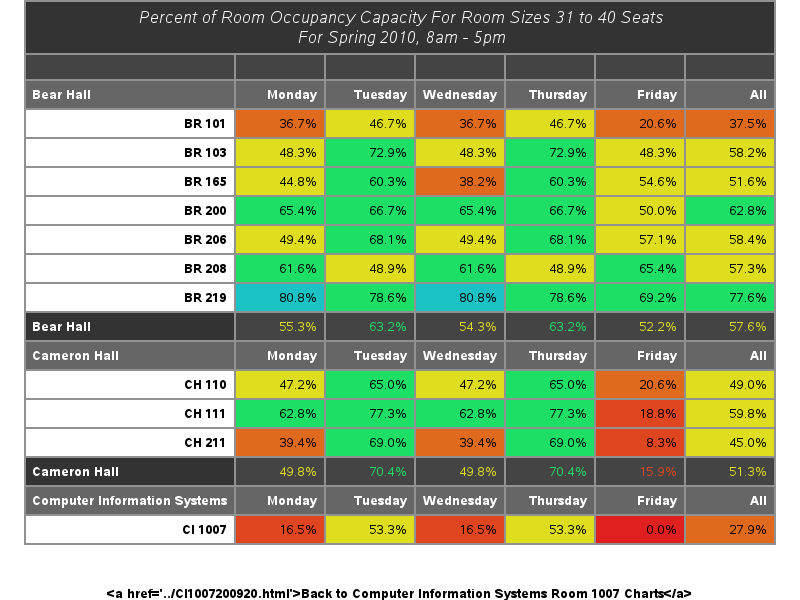 Percent of Room Occupancy Capacity For Room Sizes 31 to 40 Seats
For Spring 2010, 8am - 5pm
Bear Hall Monday Tuesday Wednesday Thursday Friday All
BR 101 36.7% 46.7% 36.7% 46.7% 20.6% 37.5%
BR 103 48.3% 72.9% 48.3% 72.9% 48.3% 58.2%
BR 165 44.8% 60.3% 38.2% 60.3% 54.6% 51.6%
BR 200 65.4% 66.7% 65.4% 66.7% 50.0% 62.8%
BR 206 49.4% 68.1% 49.4% 68.1% 57.1% 58.4%
BR 208 61.6% 48.9% 61.6% 48.9% 65.4% 57.3%
BR 219 80.8% 78.6% 80.8% 78.6% 69.2% 77.6%
Bear Hall 55.3% 63.2% 54.3% 63.2% 52.2% 57.6%
Cameron Hall Monday Tuesday Wednesday Thursday Friday All
CH 110 47.2% 65.0% 47.2% 65.0% 20.6% 49.0%
CH 111 62.8% 77.3% 62.8% 77.3% 18.8% 59.8%
CH 211 39.4% 69.0% 39.4% 69.0% 8.3% 45.0%
Cameron Hall 49.8% 70.4% 49.8% 70.4% 15.9% 51.3%
Computer Information Systems Monday Tuesday Wednesday Thursday Friday All
CI 1007 16.5% 53.3% 16.5% 53.3% 0.0% 27.9%
<a href='../CI1007200920.html'>Back to Computer Information Systems Room 1007 Charts</a>